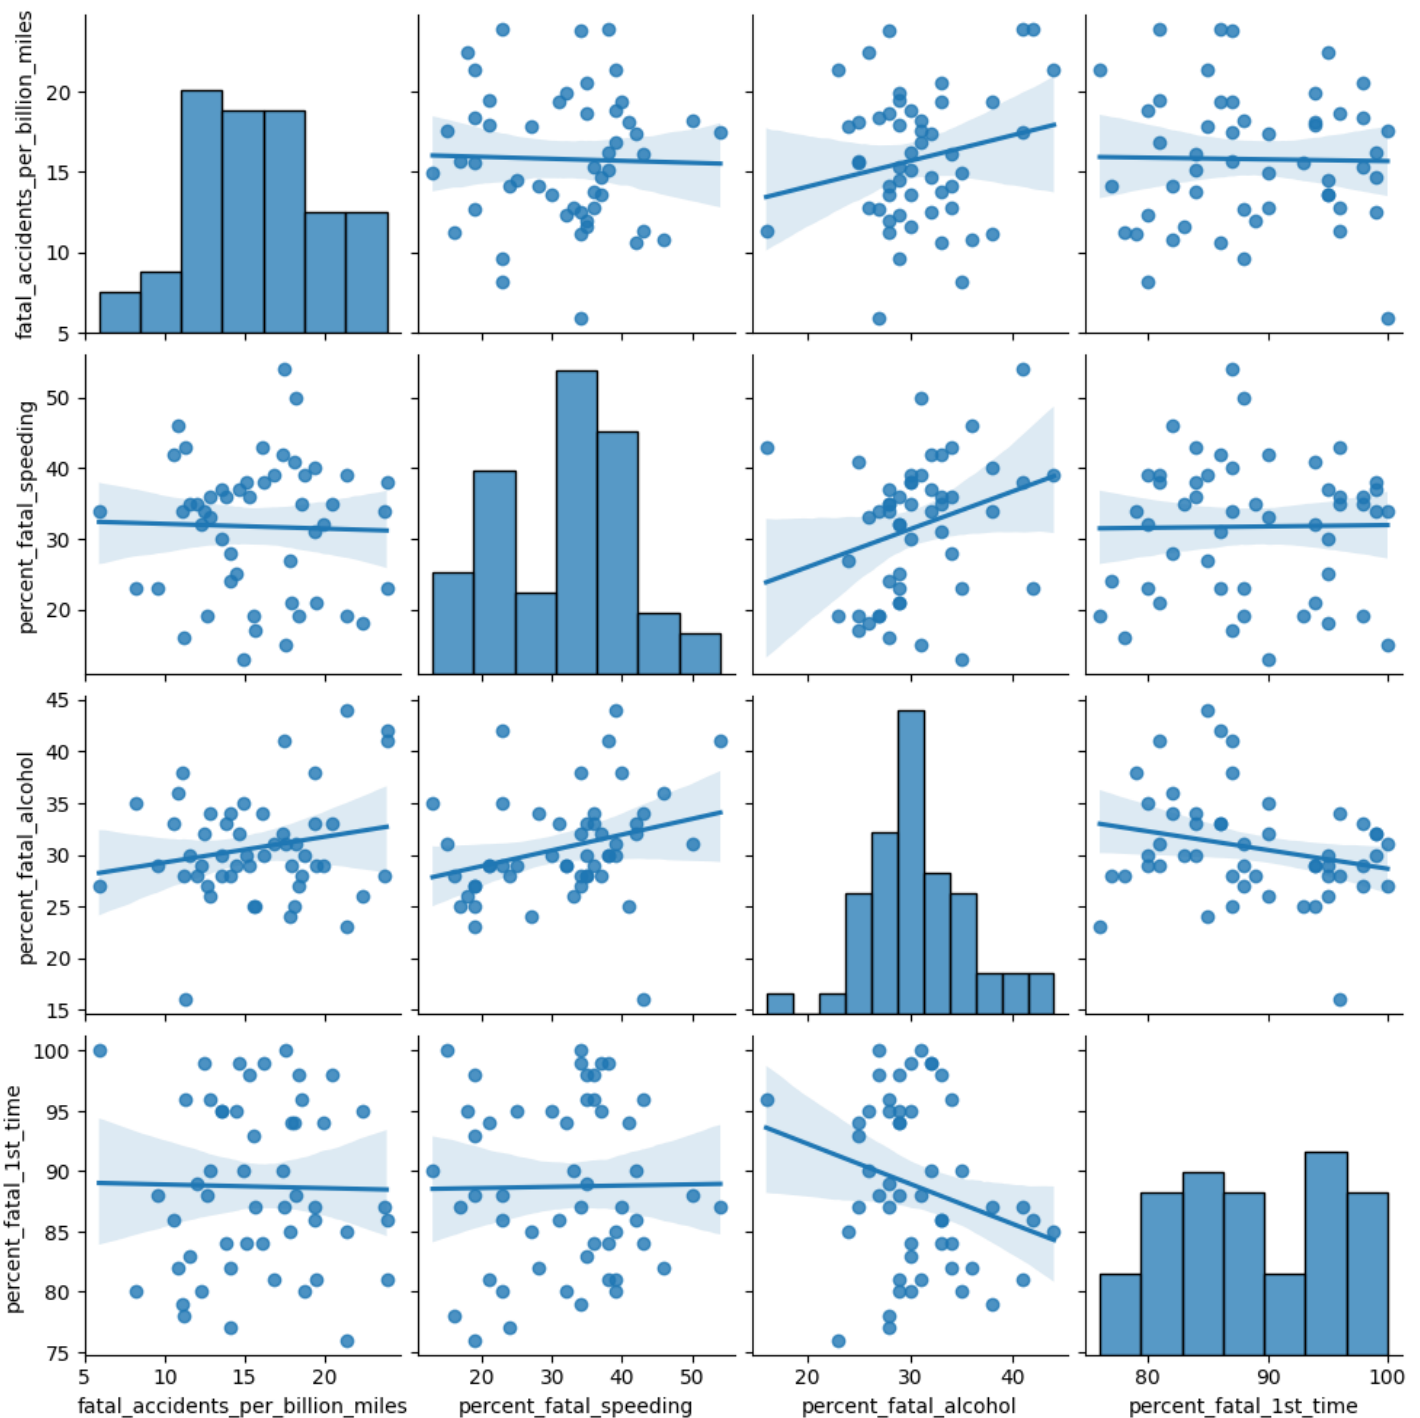 fatal_accidents_per_billion_miles
20
15
10
5
percent_fatal_speeding
50
40
30
20
percent_fatal_alcohol
45
40
35
30
25
20
15
percent_fatal_1st_time
100
95
90
85
80
75
5 10 15 20
20 30 40 50
20 30 40
80 90 100
fatal_accidents_per_billion_miles
percent_fatal_speeding
percent_fatal_alcohol
percent_fatal_1st_time